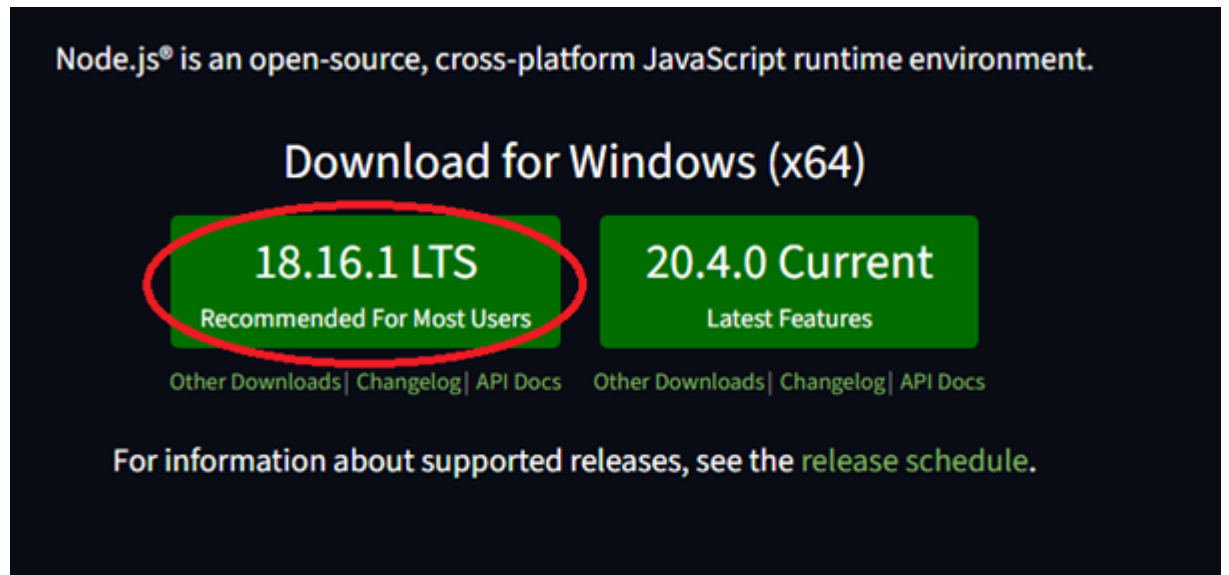 Node.js® is an open-source, cross-platform JavaScript runtime environment.
Download for Windows (x64)
18.16.1 LTS
Recommended For Most Users
20.4.0 Current
Latest Features
Other Downloads| Changelog| API Docs
Other Downloads| Changelog| API Docs
For information about supported releases, see the release schedule.